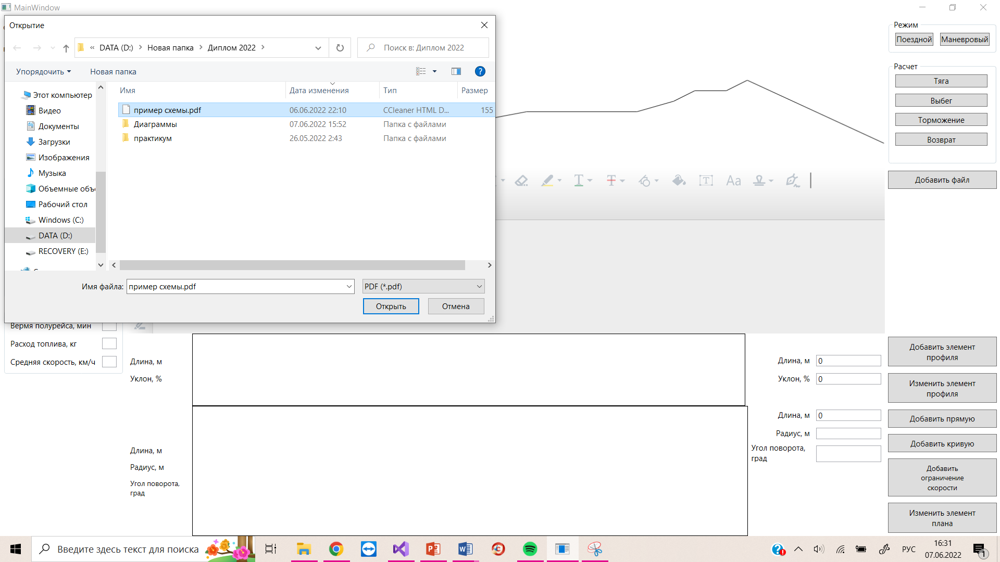 MainWindow
Открытие
« DATA (D:) > Новая папка > Диплом 2022 >
Поиск в: Диплом 2022
Упорядочить
Новая папка
Этот компьютер
Видео
Документы
Загрузки
Изображения
Музыка
Объемные объ
Рабочий стол
Windows (C:)
DATA (D:)
RECOVERY (E:)
Имя Дата изменения Тип Размер
пример схемы.pdf 06.06.2022 22:10 CCleaner HTML D... 155
Диаграммы 07.06.2022 15:52 Папка с файлами
практикум 26.05.2022 2:43 Папка с файлами
Имя файла: пример схемы.pdf
PDF (*.pdf)
Открыть Отмена
Режим
Поездной Маневровый
Расчет
Тяга
Выбег
Торможение
Возврат
Добавить файл
Aa
Вермя полурейса, мин
Расход топлива, кг
Средняя скорость, км/ч
Длина, м
Уклон, %
Длина, м
Радиус, м
Угол поворота,
град
Длина, м 0
Уклон, % 0
Длина, м 0
Радиус, м
Угол поворота,
град
Добавить элемент
профиля
Изменить элемент
профиля
Добавить прямую
Добавить кривую
Добавить
ограничение
скорости
Изменить элемент
плана
Введите здесь текст для поиска
РУС
16:31
07.06.2022
1